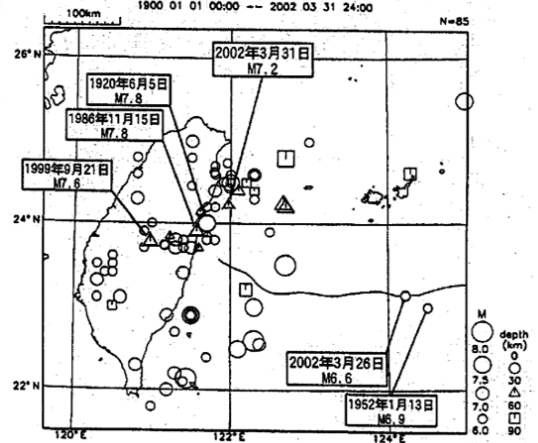 1900 01 01 00:00 -- 2002 03 31 24:00
100km
N=85
26°N
2002年3月31日
M7.2
1920年6月5日
M7.8
1986年11月15日
M7.8
1999年9月21日
M7.6
24°N
M
depth
(km)
8.0
0
7.5
30
7.0
60
6.0
90
2002年3月26日
M6.6
22°N
1952年1月13日
M6.9
120°E
122°E
124°E